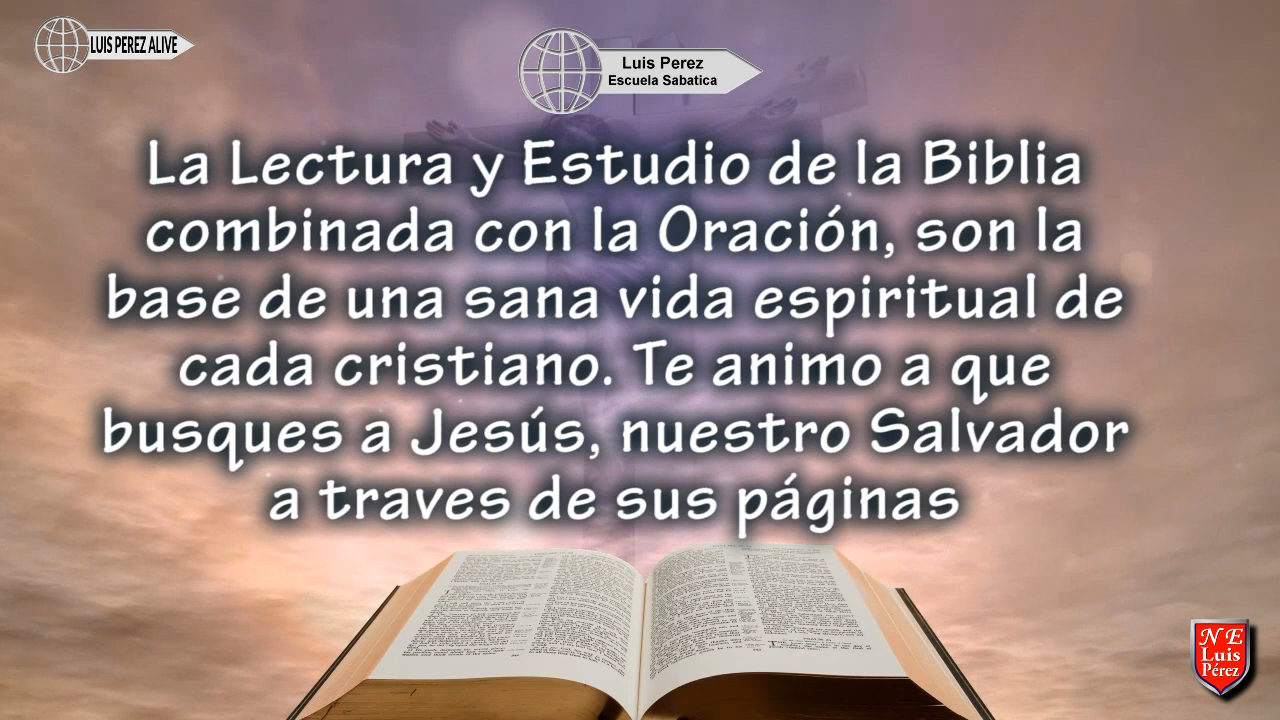 LUIS PEREZ ALIVE
Luis Perez
Escuela Sabatica
La Lectura y Estudio de la Biblia
combinada con la Oración, son la
base de una sana vida espiritual de
cada cristiano. Te animo a que
busques a Jesús, nuestro Salvador
a traves de sus páginas
N E
Luis
Pérez